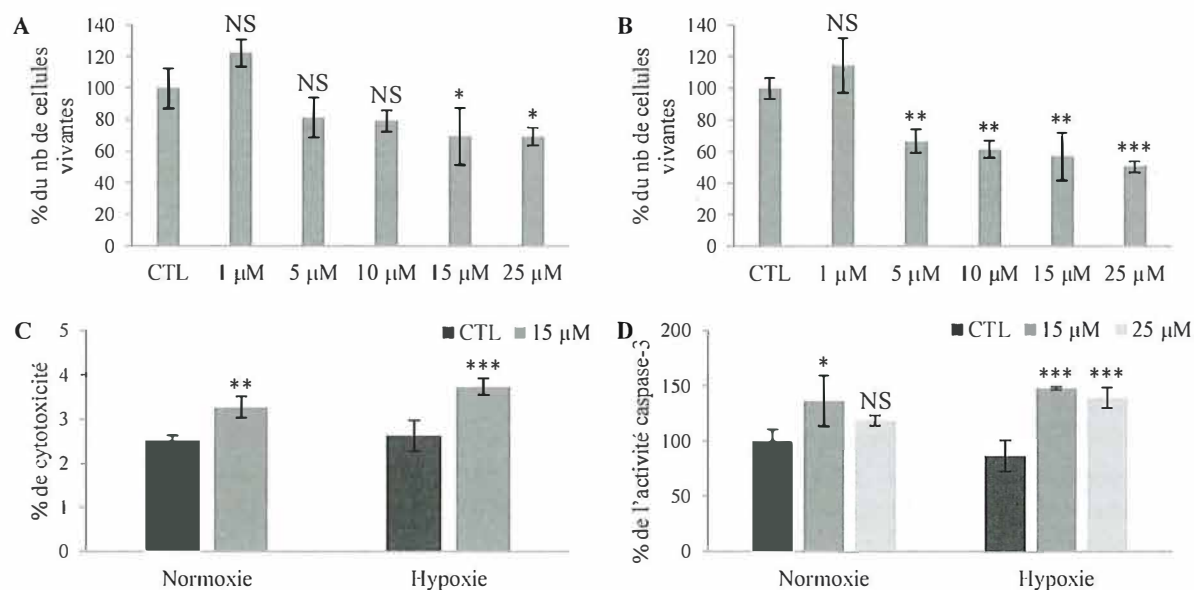 A
% du nb de cellules
vivantes
140
120
100
80
60
40
20
0
NS
NS
NS
*
*
CTL 1 µM 5 µM 10 µM 15 µM 25 µM
B
% du nb de cellules
vivantes
140
120
100
80
60
40
20
0
NS
**
**
**
***
CTL 1 µM 5 µM 10 µM 15 µM 25 µM
C
% de cytotoxicité
5
4
3
2
1
0
CTL 15 µM
**
***
Normoxie Hypoxie
D
% de l'activité caspase-3
200
150
100
50
0
CTL 15 µM 25 µM
*
NS
***
***
Normoxie Hypoxie